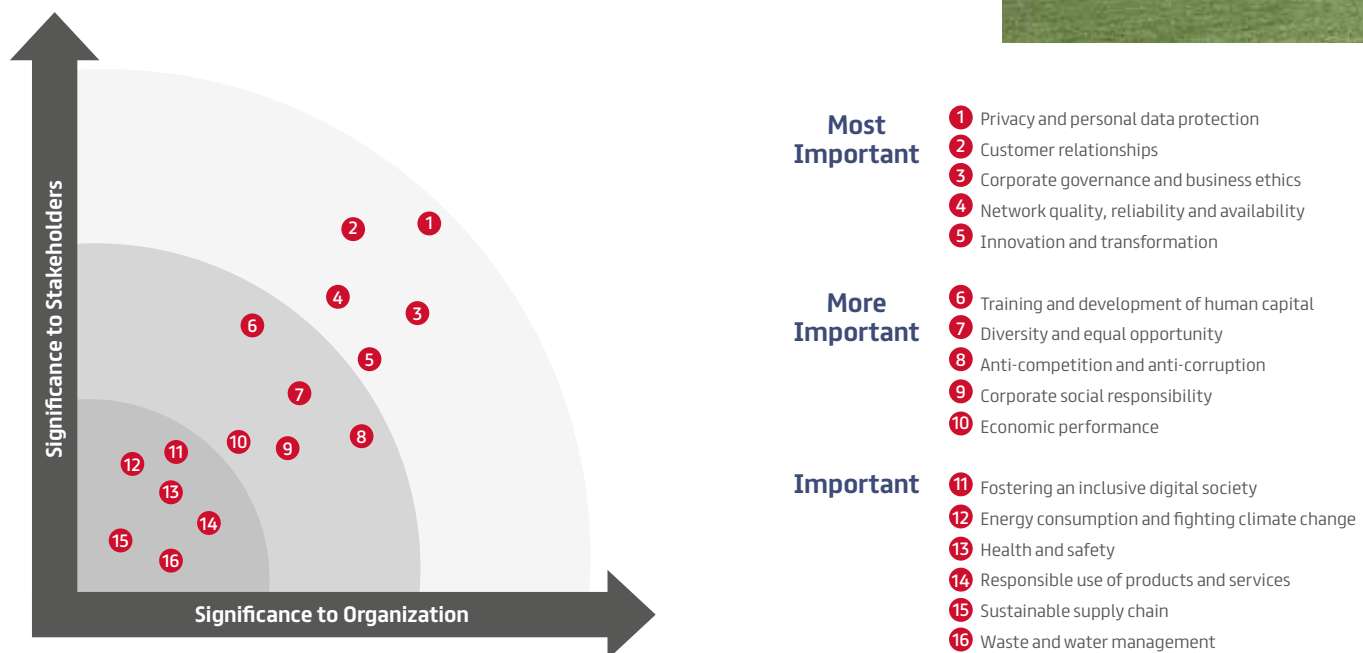 Significance to Stakeholders
2
1
4
3
6
5
7
8
10
9
11
12
13
14
15
16
Significance to Organization
Most
Important
1 Privacy and personal data protection
2 Customer relationships
3 Corporate governance and business ethics
4 Network quality, reliability and availability
5 Innovation and transformation
More
Important
6 Training and development of human capital
7 Diversity and equal opportunity
8 Anti-competition and anti-corruption
9 Corporate social responsibility
10 Economic performance
Important
11 Fostering an inclusive digital society
12 Energy consumption and fighting climate change
13 Health and safety
14 Responsible use of products and services
15 Sustainable supply chain
16 Waste and water management